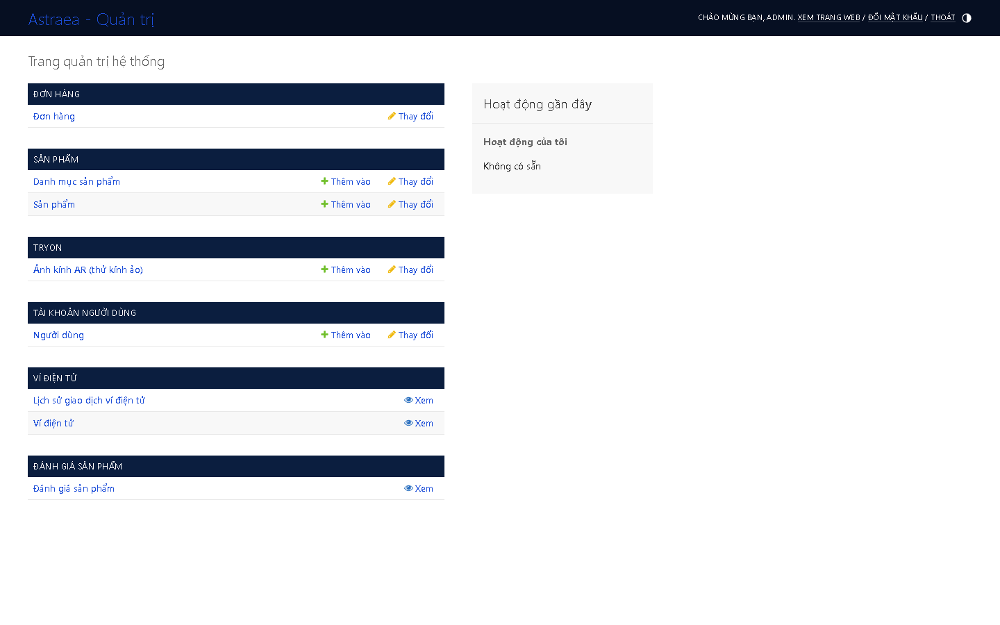 Astraea - Quản trị
CHÀO MỪNG BẠN, ADMIN. XEM TRANG WEB / ĐỔI MẬT KHẨU / THOÁT
Trang quản trị hệ thống
ĐƠN HÀNG
Đơn hàng Thay đổi
SẢN PHẨM
Danh mục sản phẩm Thêm vào Thay đổi
Sản phẩm Thêm vào Thay đổi
TRYON
Ảnh kính AR (thử kính ảo) Thêm vào Thay đổi
TÀI KHOẢN NGƯỜI DÙNG
Người dùng Thêm vào Thay đổi
VÍ ĐIỆN TỬ
Lịch sử giao dịch ví điện tử Xem
Ví điện tử Xem
ĐÁNH GIÁ SẢN PHẨM
Đánh giá sản phẩm Xem
Hoạt động gần đây
Hoạt động của tôi
Không có sẵn